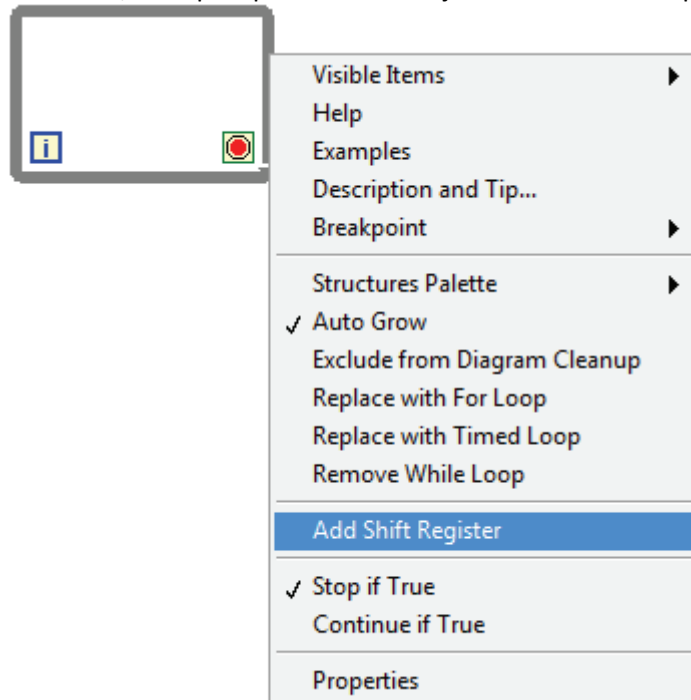 i
Visible Items
Help
Examples
Description and Tip...
Breakpoint
Structures Palette
Auto Grow
Exclude from Diagram Cleanup
Replace with For Loop
Replace with Timed Loop
Remove While Loop
Add Shift Register
Stop if True
Continue if True
Properties